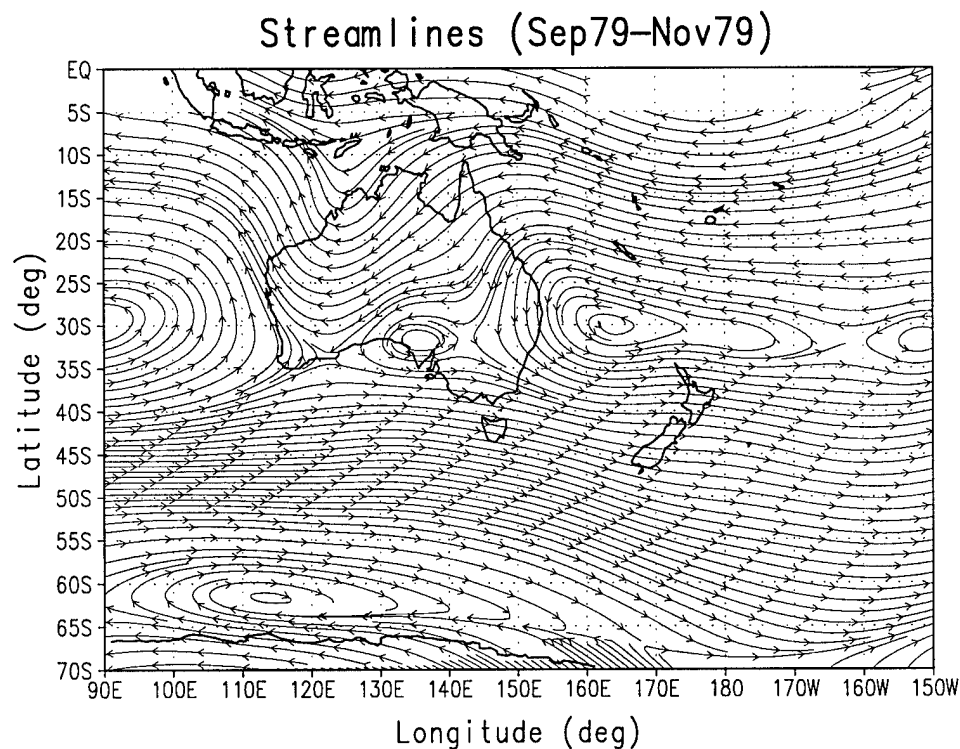 Streamlines (Sep79–Nov79)
EQ
5S
10S
15S
20S
25S
30S
35S
40S
45S
50S
55S
60S
65S
70S
Latitude (deg)
90E 100E 110E 120E 130E 140E 150E 160E 170E 180 170W 160W 150W
Longitude (deg)